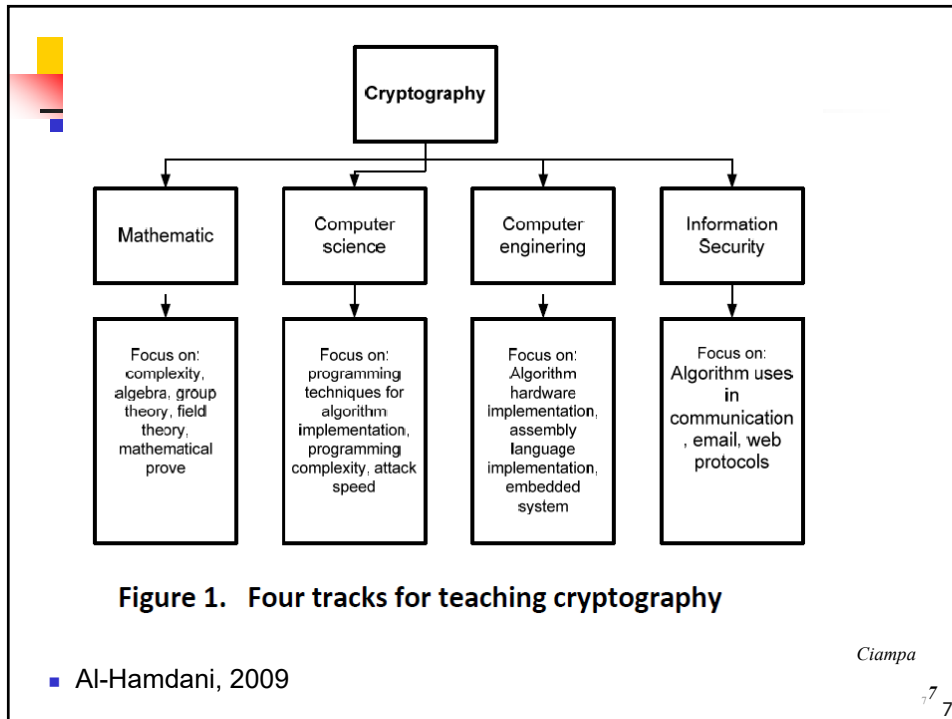 Cryptography
Mathematic
Computer
science
Computer
enginering
Information
Security
Focus on:
complexity,
algebra, group
theory, field
theory,
mathematical
prove
Focus on:
programming
techniques for
algorithm
implementation,
programming
complexity, attack
speed
Focus on:
Algorithm
hardware
implementation,
assembly
language
implementation,
embedded
system
Focus on:
Algorithm uses
in
communication
, email, web
protocols
Figure 1. Four tracks for teaching cryptography
Ciampa
Al-Hamdani, 2009
7 7
7